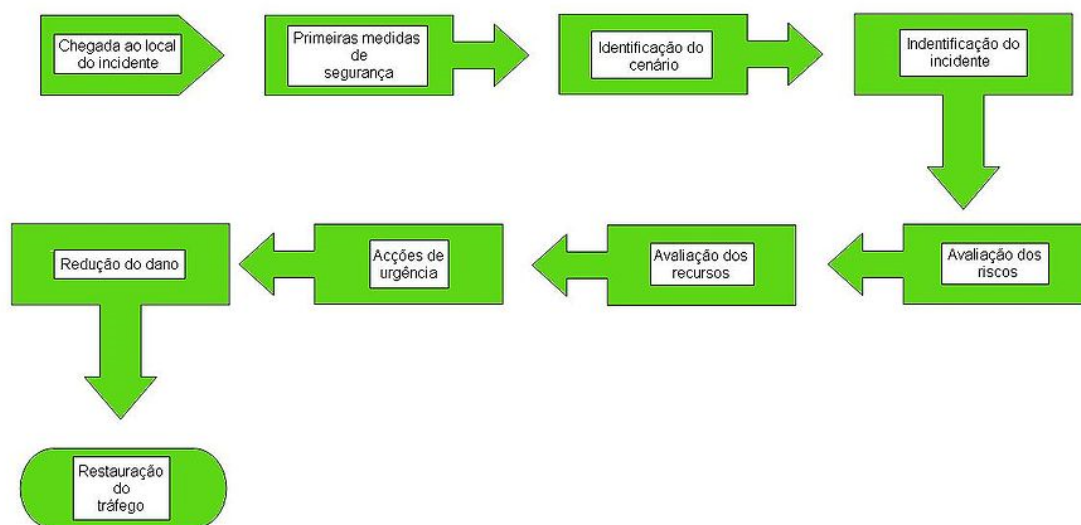 Chegada ao local
do incidente
Primeiras medidas
de
segurança
Identificação do
cenário
Indentificação do
incidente
Avaliação dos
riscos
Avaliação dos
recursos
Acções de
urgência
Redução do dano
Restauração
do
tráfego